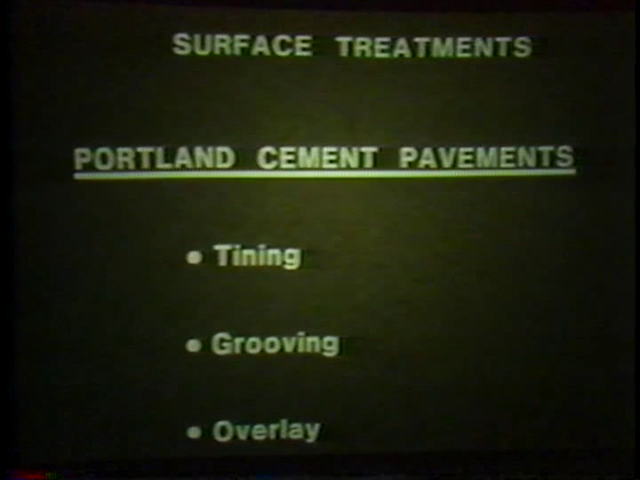 SURFACE TREATMENTS
PORTLAND CEMENT PAVEMENTS
• Tining
• Grooving
• Overlay